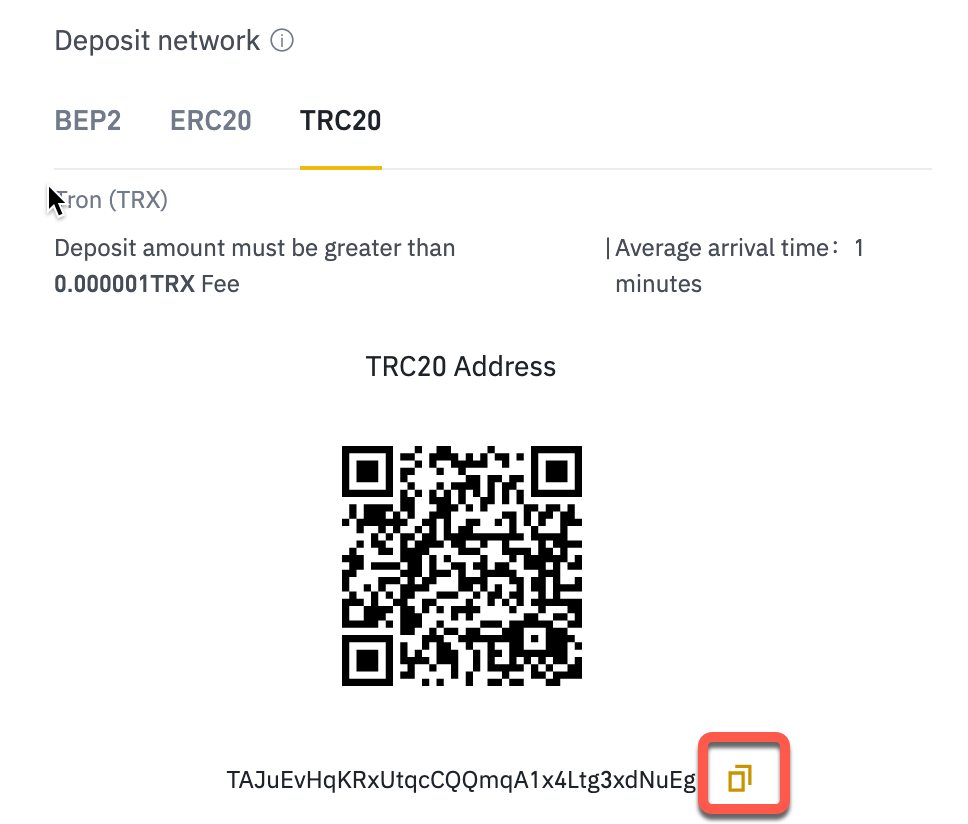 Deposit network
BEP2 ERC20 TRC20
Tron (TRX)
Deposit amount must be greater than
0.000001TRX Fee
| Average arrival time: 1
minutes
TRC20 Address
TAJuEvHqKRxUtqcCQQmqA1x4Ltg3xdNuEg